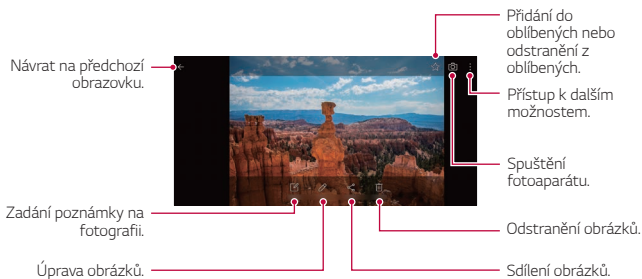 Návrat na předchozí
obrazovku.
Zadání poznámky na
fotografii.
Úprava obrázků.
Přidání do
oblíbených nebo
odstranění z
oblíbených.
Přístup k dalším
možnostem.
Spuštění
fotoaparátu.
Odstranění obrázků.
Sdílení obrázků.